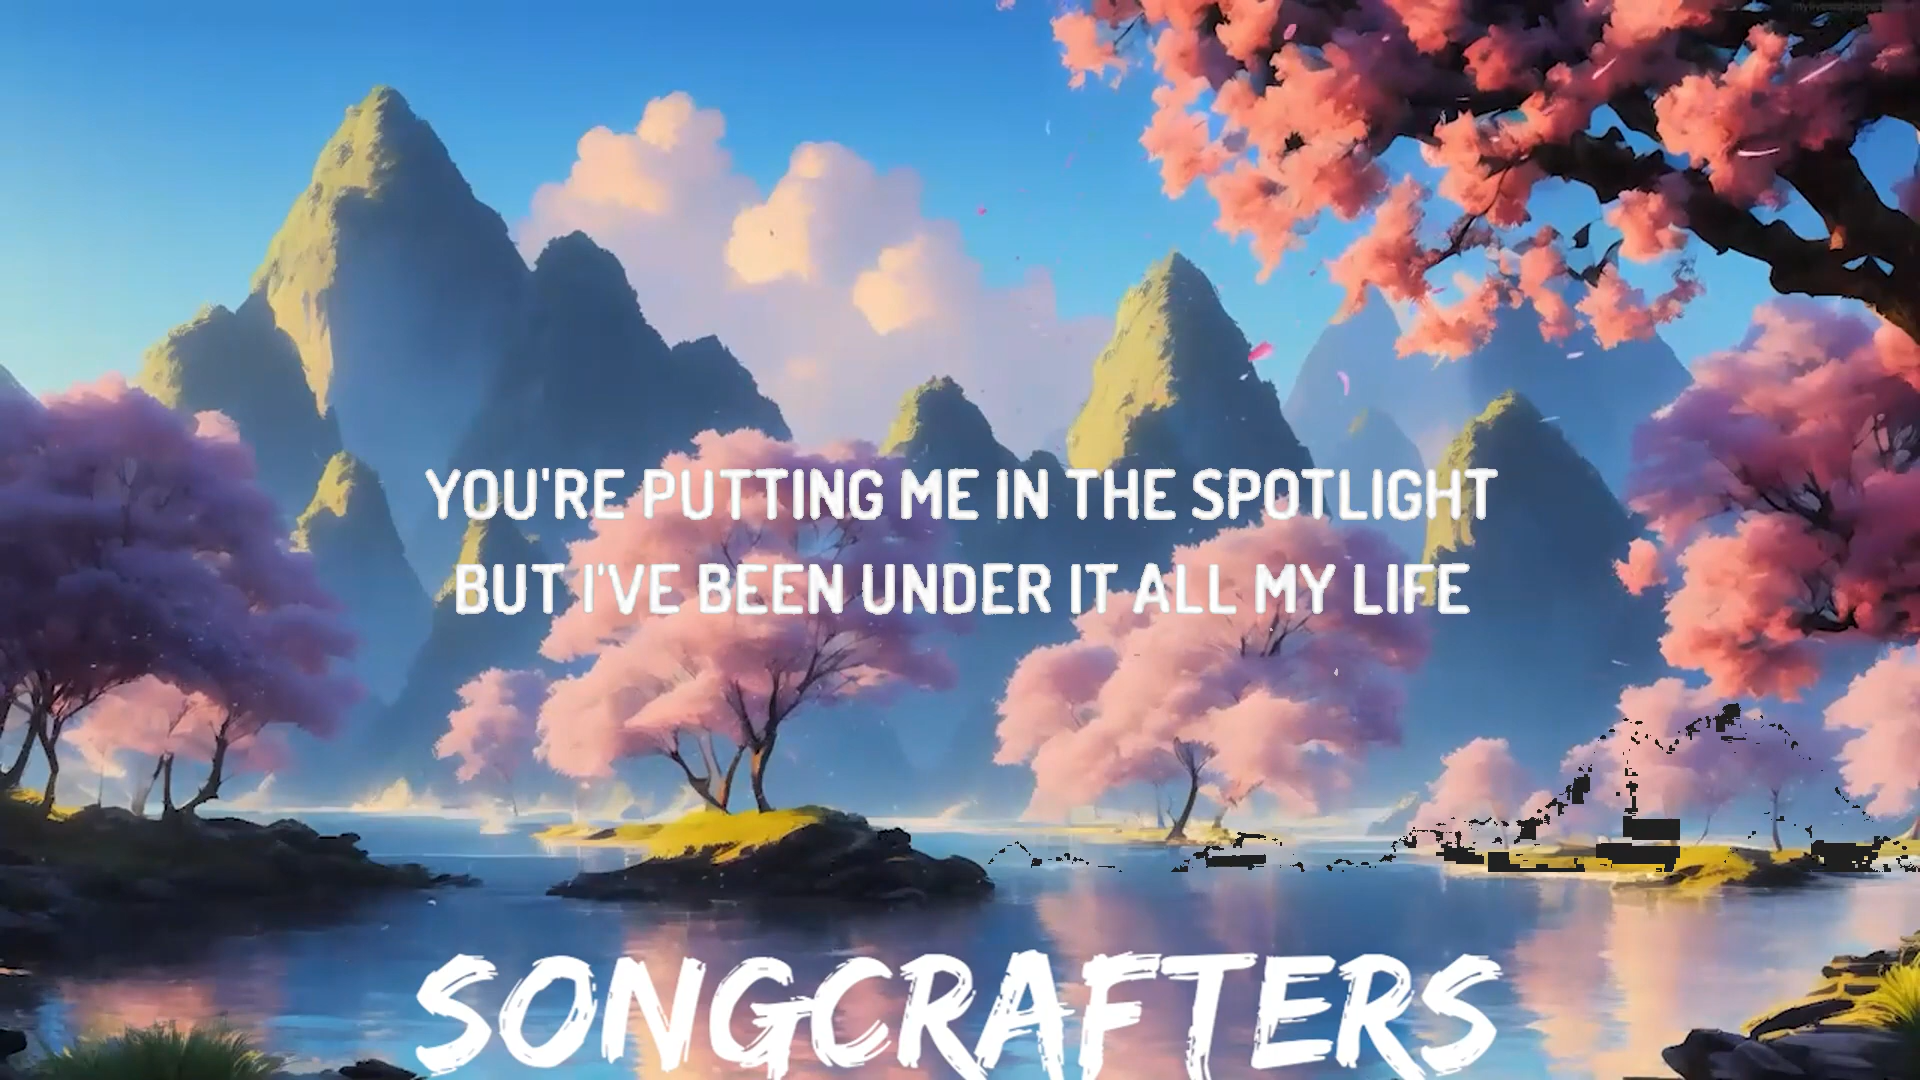 YOU'RE PUTTING ME IN THE SPOTLIGHT
BUT I'VE BEEN UNDER IT ALL MY LIFE
SONGCRAFTERS